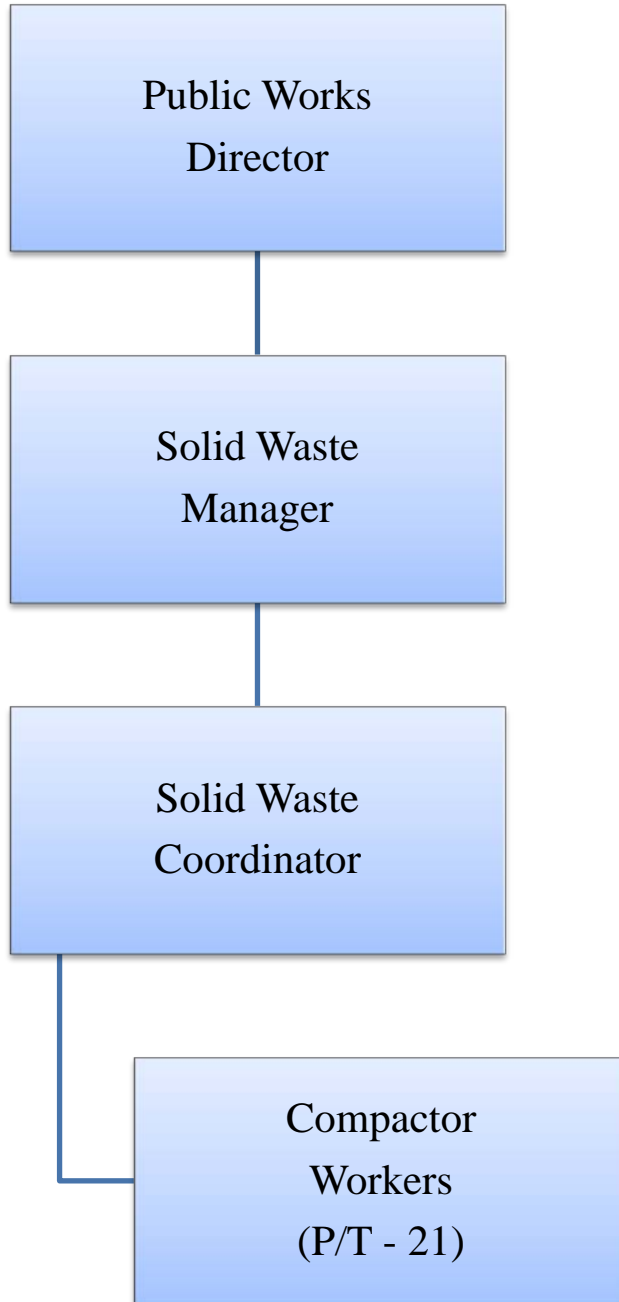 Public Works
Director
Solid Waste
Manager
Solid Waste
Coordinator
Compactor
Workers
(P/T - 21)